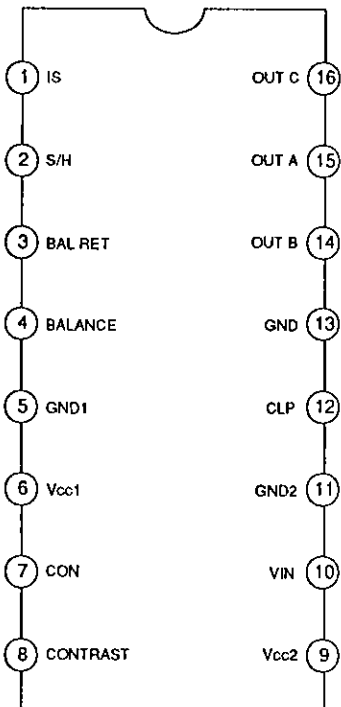 1 IS OUT C 16
2 S/H OUT A 15
3 BAL RET OUT B 14
4 BALANCE GND 13
5 GND1 CLP 12
6 Vcc1 GND2 11
7 CON VIN 10
8 CONTRAST Vcc2 9